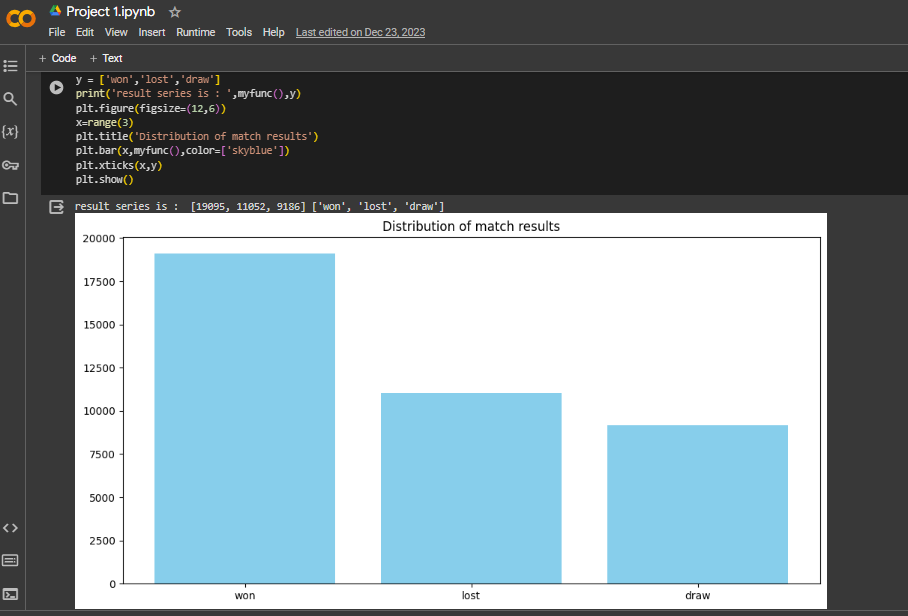 Project 1.ipynb
File Edit View Insert Runtime Tools Help Last edited on Dec 23, 2023
+ Code + Text
y = ['won','lost','draw']
print('result series is : ',myfunc(),y)
plt.figure(figsize=(12,6))
x=range(3)
plt.title('Distribution of match results')
plt.bar(x,myfunc(),color=['skyblue'])
plt.xticks(x,y)
plt.show()
result series is :  [19095, 11052, 9186] ['won', 'lost', 'draw']
Distribution of match results
20000
17500
15000
12500
10000
7500
5000
2500
0
won lost draw